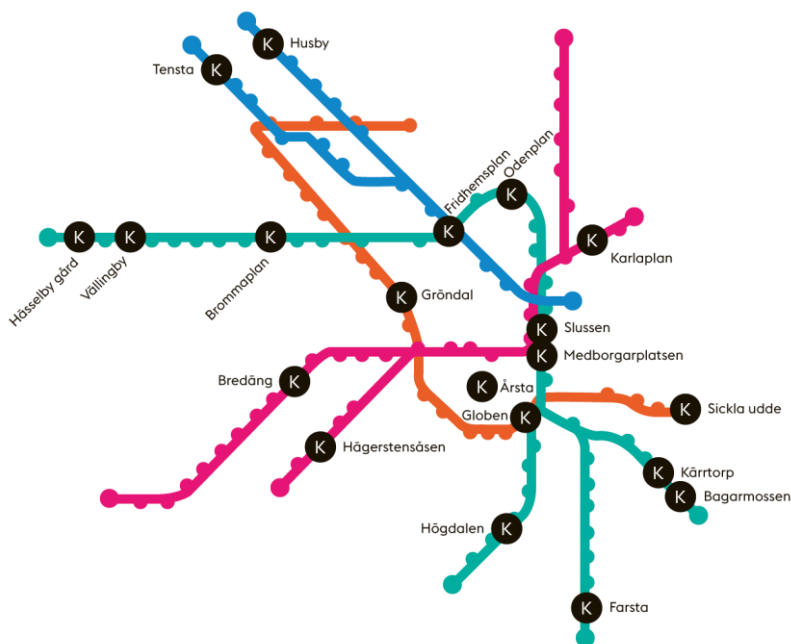 K Husby
Tensta K
Fridhemsplan K
Odenplan K
Hässelby gård K
Vällingby K
Brommaplan K
K Karlaplan
K Gröndal
K Slussen
K Medborgarplatsen
Bredäng K
K Årsta
Globen K
K Sickla udde
K Hägerstensåsen
K Kärrtorp
K Bagarmossen
Högdalen K
K Farsta